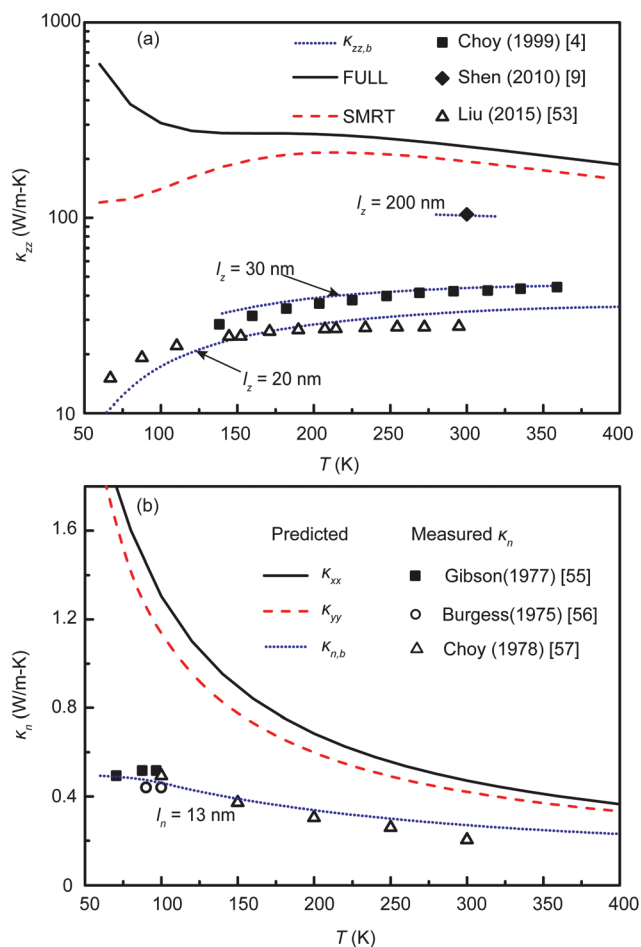 1000
(a)
κzz,b
Choy (1999) [4]
FULL
Shen (2010) [9]
SMRT
Liu (2015) [53]
κzz (W/m-K)
100
lz = 200 nm
lz = 30 nm
lz = 20 nm
10
50 100 150 200 250 300 350 400
T (K)
(b)
1.6
Predicted Measured κn
κxx
Gibson(1977) [55]
1.2
κyy
Burgess(1975) [56]
κn,b
Choy (1978) [57]
κn (W/m-K)
0.8
0.4
ln = 13 nm
0
50 100 150 200 250 300 350 400
T (K)